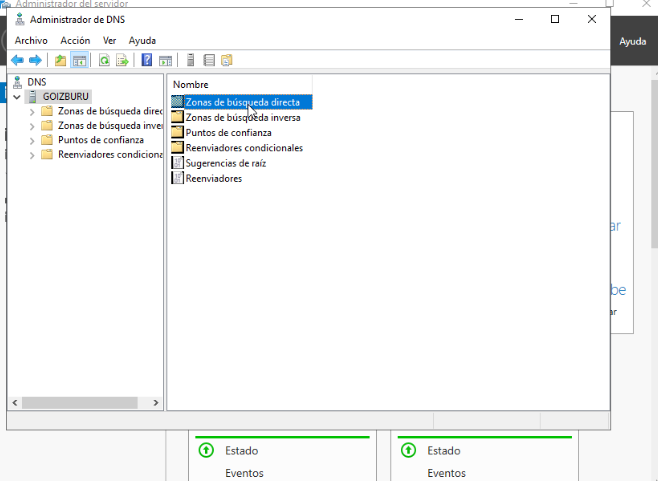 Administrador del servidor
Administrador de DNS
Archivo Acción Ver Ayuda
Ayuda
DNS
GOIZBURU
Zonas de búsqueda direc
Zonas de búsqueda inver
Puntos de confianza
Reenviadores condiciona
Nombre
Zonas de búsqueda directa
Zonas de búsqueda inversa
Puntos de confianza
Reenviadores condicionales
Sugerencias de raíz
Reenviadores
ar
be
ar
Estado
Eventos
Estado
Eventos